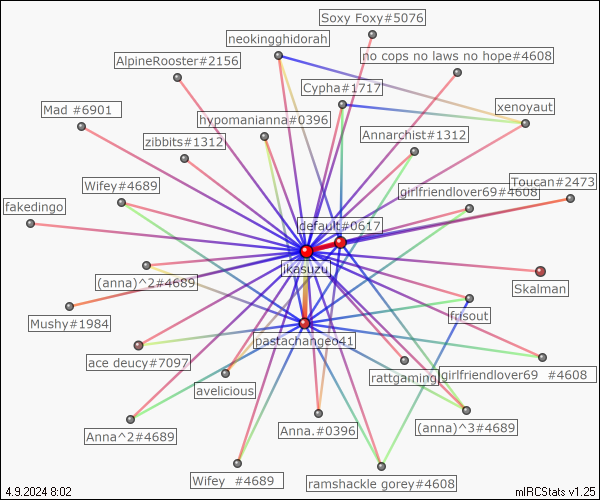 Soxy Foxy#5076
neokingghidorah
no cops no laws no hope#4608
AlpineRooster#2156
Cypha#1717
xenoyaut
Mad #6901
hypomanianna#0396
zibbits#1312
Annarchist#1312
Toucan#2473
Wifey#4689
girlfriendlover69#4608
fakedingo
default#0617
jkasuzu
(anna)^2#4689
Skalman
Mushy#1984
frisout
pastachangeo41
ace deucy#7097
rattgaming
girlfriendlover69 #4608
avelicious
Anna^2#4689
Anna.#0396
(anna)^3#4689
Wifey #4689
ramshackle gorey#4608
4.9.2024 8:02
mIRCStats v1.25